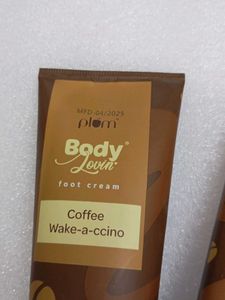 MFD-04/2025
plum
Body®
Lovin'
foot cream
Coffee
Wake-a-ccino